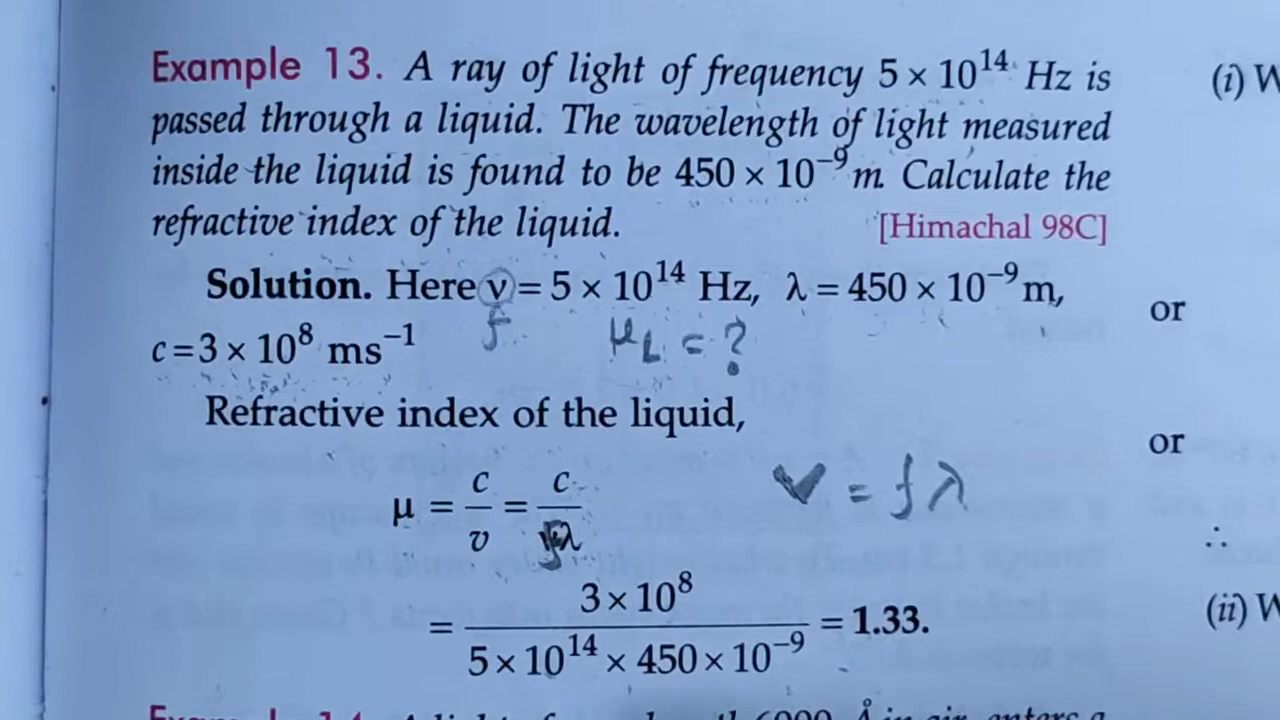 Example 13. A ray of light of frequency 5 × 10¹⁴ Hz is
passed through a liquid. The wavelength of light measured
inside the liquid is found to be 450 × 10⁻⁹ m. Calculate the
refractive index of the liquid. [Himachal 98C]
Solution. Here ν = 5 × 10¹⁴ Hz, λ = 450 × 10⁻⁹ m,
f
c = 3 × 10⁸ ms⁻¹
μL = ?
Refractive index of the liquid,
μ = c/v = c/fλ
v = fλ
= 3 × 10⁸ / 5 × 10¹⁴ × 450 × 10⁻⁹ = 1.33.
(i) W
or
or
∴
(ii) W